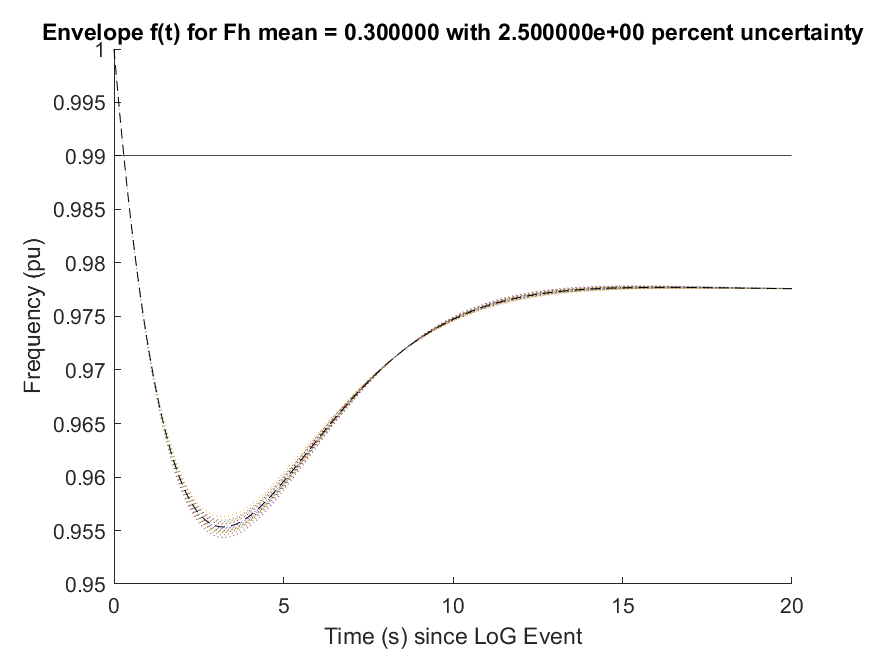 Envelope f(t) for Fh mean = 0.300000 with 2.500000e+00 percent uncertainty
1
0.995
0.99
0.985
0.98
0.975
0.97
0.965
0.96
0.955
0.95
Frequency (pu)
0 5 10 15 20
Time (s) since LoG Event